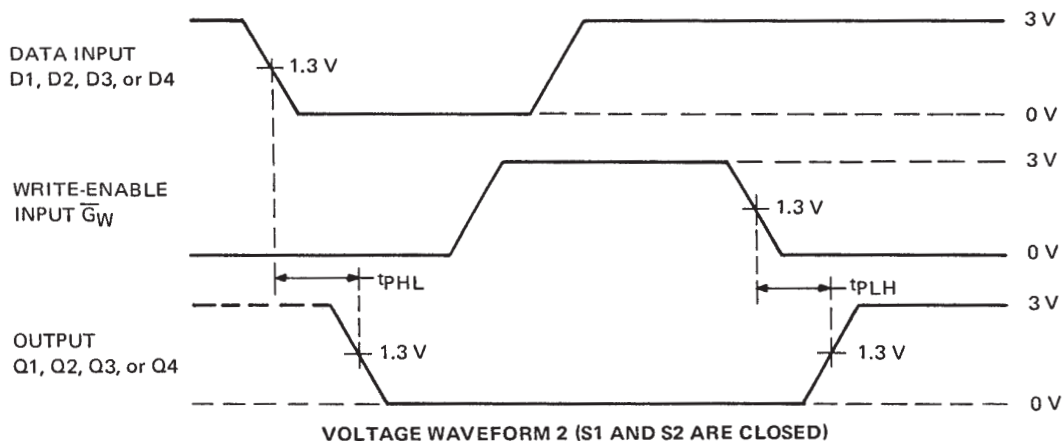 3 V
DATA INPUT
D1, D2, D3, or D4
1.3 V
0 V
3 V
WRITE-ENABLE
INPUT G̅W
1.3 V
0 V
tPHL
tPLH
3 V
OUTPUT
Q1, Q2, Q3, or Q4
1.3 V
1.3 V
0 V
VOLTAGE WAVEFORM 2 (S1 AND S2 ARE CLOSED)